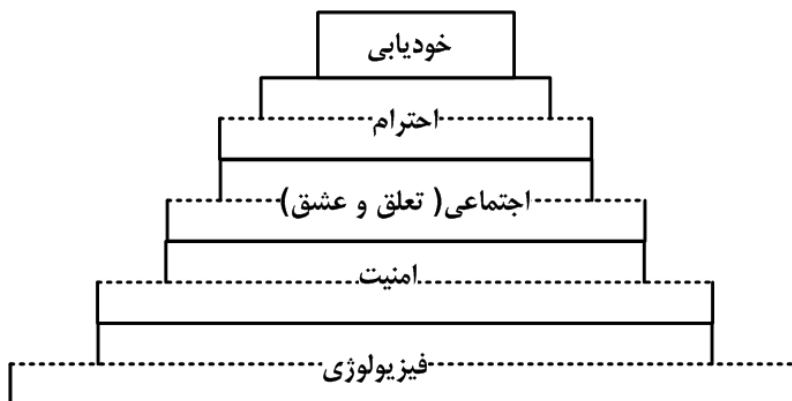 خودیابی
احترام
اجتماعی( تعلق و عشق)
امنیت
فیزیولوژی